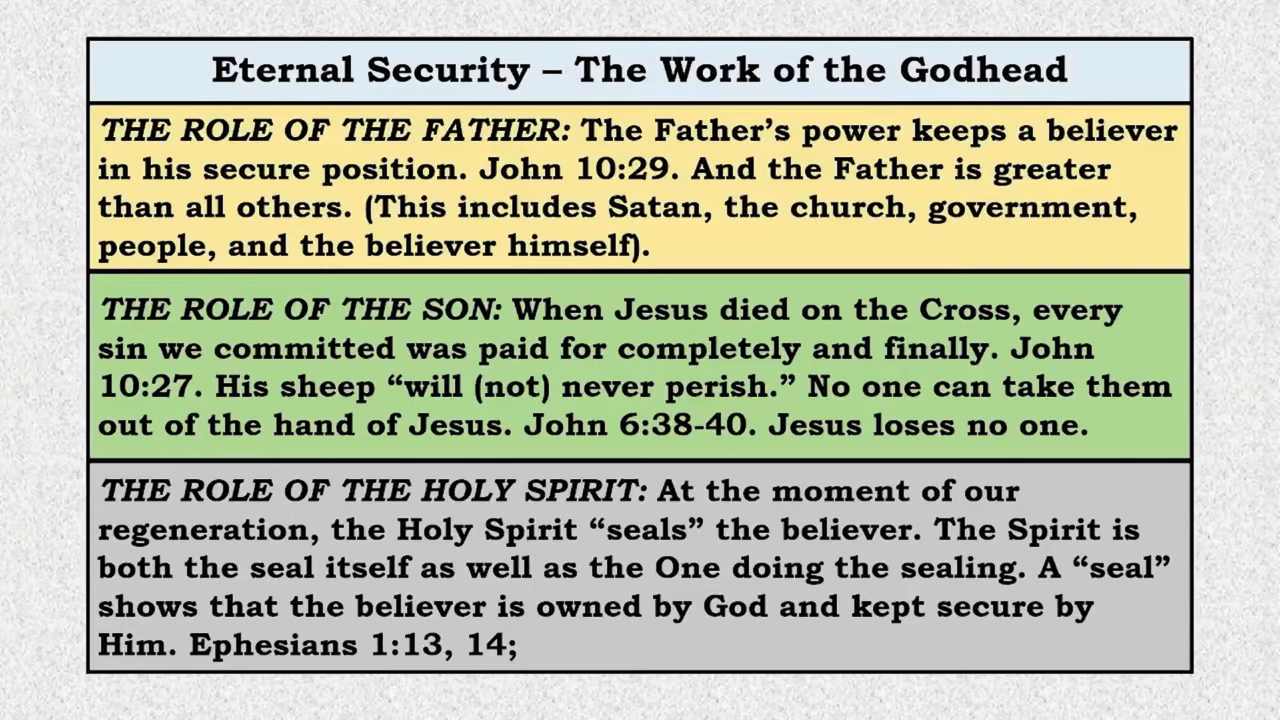 Eternal Security – The Work of the Godhead
THE ROLE OF THE FATHER: The Father’s power keeps a believer
in his secure position. John 10:29. And the Father is greater
than all others. (This includes Satan, the church, government,
people, and the believer himself).
THE ROLE OF THE SON: When Jesus died on the Cross, every
sin we committed was paid for completely and finally. John
10:27. His sheep “will (not) never perish.” No one can take them
out of the hand of Jesus. John 6:38-40. Jesus loses no one.
THE ROLE OF THE HOLY SPIRIT: At the moment of our
regeneration, the Holy Spirit “seals” the believer. The Spirit is
both the seal itself as well as the One doing the sealing. A “seal”
shows that the believer is owned by God and kept secure by
Him. Ephesians 1:13, 14;